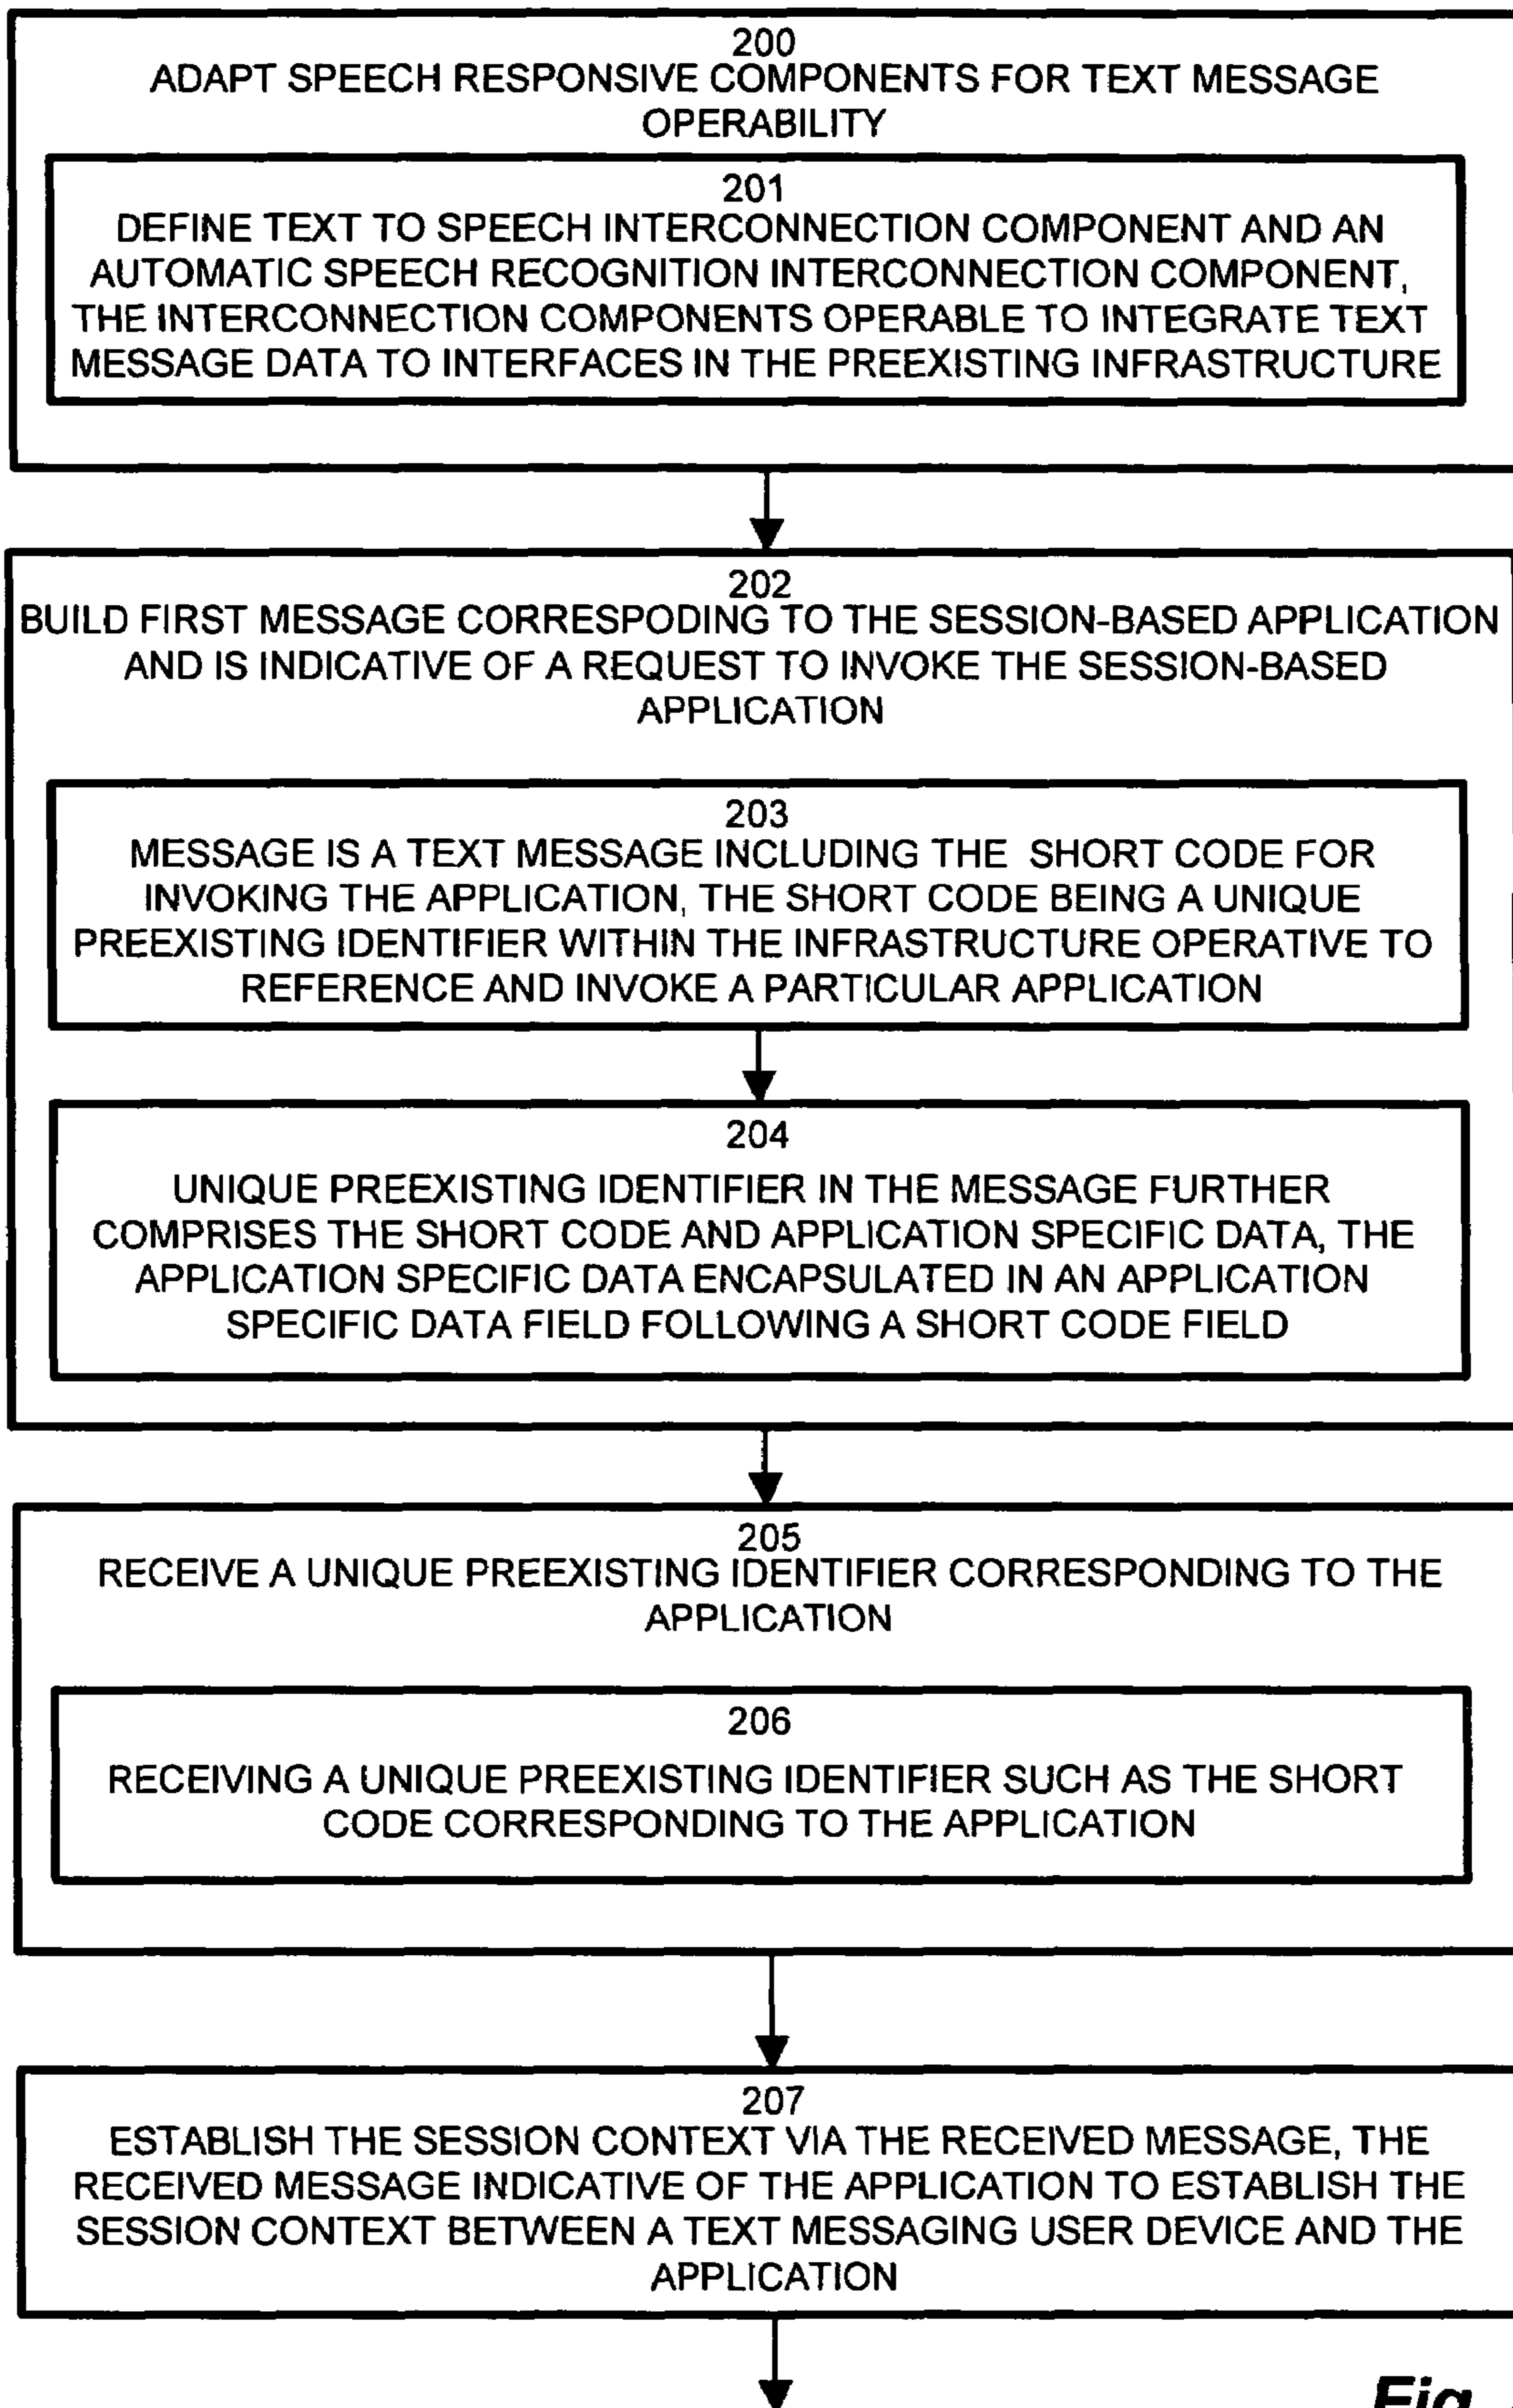 200
ADAPT SPEECH RESPONSIVE COMPONENTS FOR TEXT MESSAGE
OPERABILITY
201
DEFINE TEXT TO SPEECH INTERCONNECTION COMPONENT AND AN
AUTOMATIC SPEECH RECOGNITION INTERCONNECTION COMPONENT,
THE INTERCONNECTION COMPONENTS OPERABLE TO INTEGRATE TEXT
MESSAGE DATA TO INTERFACES IN THE PREEXISTING INFRASTRUCTURE
202
BUILD FIRST MESSAGE CORRESPODING TO THE SESSION-BASED APPLICATION
AND IS INDICATIVE OF A REQUEST TO INVOKE THE SESSION-BASED
APPLICATION
203
MESSAGE IS A TEXT MESSAGE INCLUDING THE SHORT CODE FOR
INVOKING THE APPLICATION, THE SHORT CODE BEING A UNIQUE
PREEXISTING IDENTIFIER WITHIN THE INFRASTRUCTURE OPERATIVE TO
REFERENCE AND INVOKE A PARTICULAR APPLICATION
204
UNIQUE PREEXISTING IDENTIFIER IN THE MESSAGE FURTHER
COMPRISES THE SHORT CODE AND APPLICATION SPECIFIC DATA, THE
APPLICATION SPECIFIC DATA ENCAPSULATED IN AN APPLICATION
SPECIFIC DATA FIELD FOLLOWING A SHORT CODE FIELD
205
RECEIVE A UNIQUE PREEXISTING IDENTIFIER CORRESPONDING TO THE
APPLICATION
206
RECEIVING A UNIQUE PREEXISTING IDENTIFIER SUCH AS THE SHORT
CODE CORRESPONDING TO THE APPLICATION
207
ESTABLISH THE SESSION CONTEXT VIA THE RECEIVED MESSAGE, THE
RECEIVED MESSAGE INDICATIVE OF THE APPLICATION TO ESTABLISH THE
SESSION CONTEXT BETWEEN A TEXT MESSAGING USER DEVICE AND THE
APPLICATION
Fig